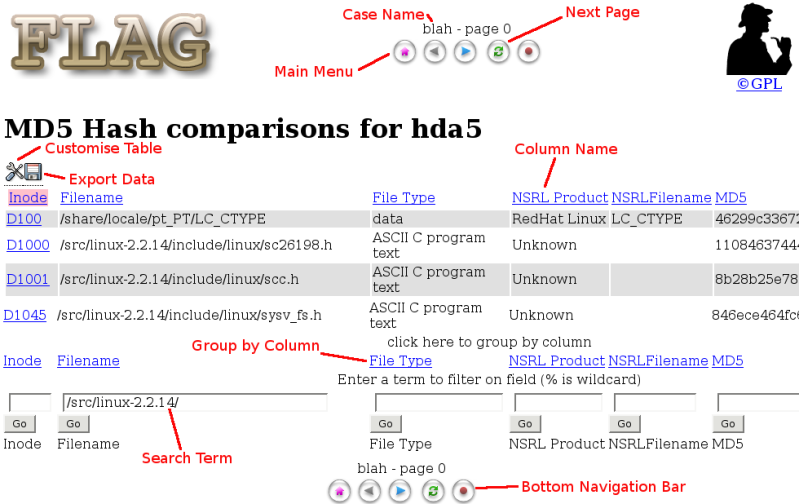 FLAG
Case Name
Next Page
blah - page 0
Main Menu
©GPL
MD5 Hash comparisons for hda5
Customise Table
Export Data
Column Name
Inode Filename File Type NSRL Product NSRLFilename MD5
D100 /share/locale/pt_PT/LC_CTYPE data RedHat Linux LC_CTYPE 46299c33672
D1000 /src/linux-2.2.14/include/linux/sc26198.h ASCII C program text Unknown 11084637444
D1001 /src/linux-2.2.14/include/linux/scc.h ASCII C program text Unknown 8b28b25e78
D1045 /src/linux-2.2.14/include/linux/sysv_fs.h ASCII C program text Unknown 846ece464fc6
click here to group by column
Group by Column
Inode Filename File Type NSRL Product NSRLFilename MD5
Enter a term to filter on field (% is wildcard)
/src/linux-2.2.14/
Go Go Go Go Go Go
Inode Filename File Type NSRL Product NSRLFilename MD5
Search Term
blah - page 0
Bottom Navigation Bar